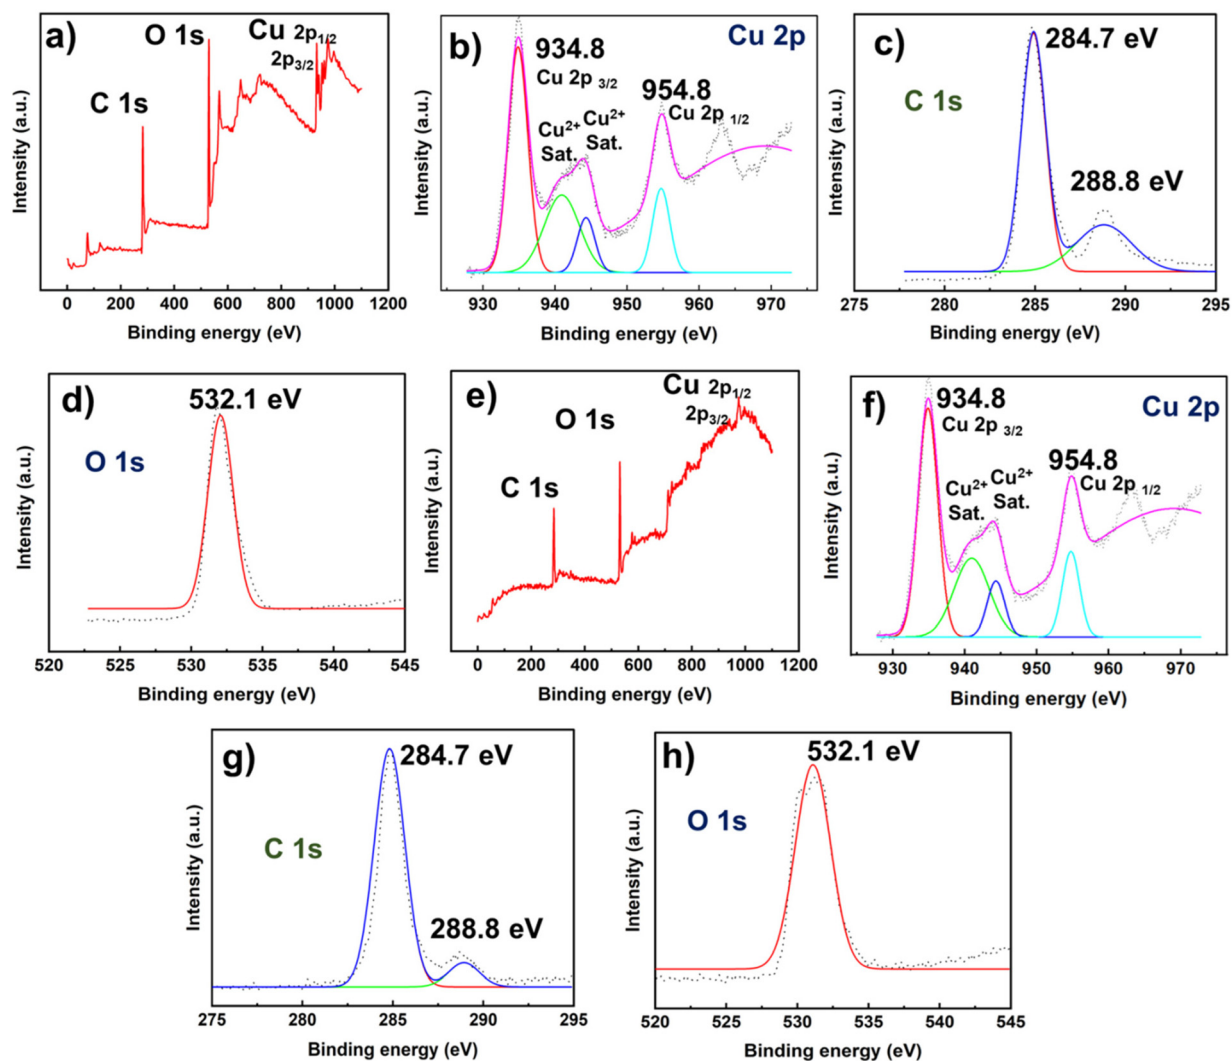 a)
O 1s
Cu 2p1/2
2p3/2
C 1s
Intensity (a.u.)
0 200 400 600 800 1000 1200
Binding energy (eV)
b)
Cu 2p
934.8
Cu 2p 3/2
954.8
Cu 2p 1/2
Cu2+ Cu2+
Sat. Sat.
Intensity (a.u.)
930 940 950 960 970
Binding energy (eV)
c)
284.7 eV
C 1s
288.8 eV
Intensity (a.u.)
275 280 285 290 295
Binding energy (eV)
d)
532.1 eV
O 1s
Intensity (a.u.)
520 525 530 535 540 545
Binding energy (eV)
e)
Cu 2p1/2
2p3/2
O 1s
C 1s
Intensity (a.u.)
0 200 400 600 800 1000 1200
Binding energy (eV)
f)
Cu 2p
934.8
Cu 2p 3/2
954.8
Cu 2p 1/2
Cu2+ Cu2+
Sat. Sat.
Intensity (a.u.)
930 940 950 960 970
Binding energy (eV)
g)
284.7 eV
C 1s
288.8 eV
Intensity (a.u.)
275 280 285 290 295
Binding energy (eV)
h)
532.1 eV
O 1s
Intensity (a.u.)
520 525 530 535 540 545
Binding energy (eV)